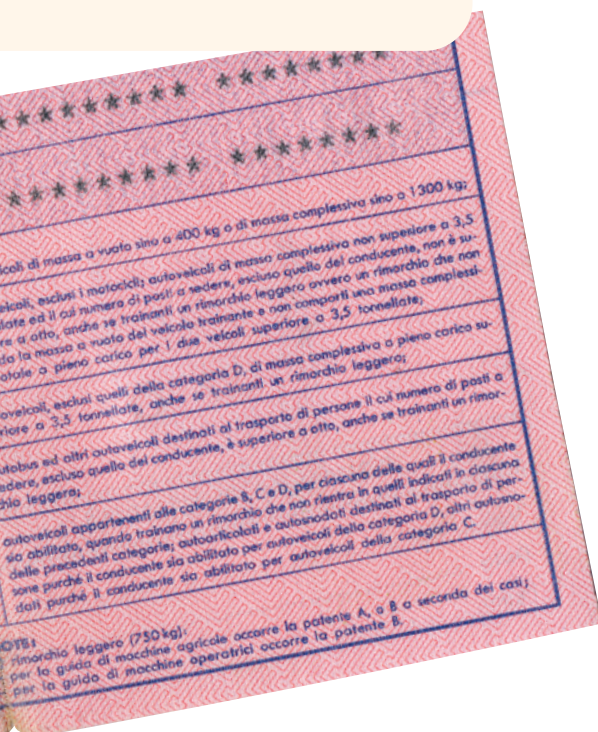 * * * * * * * * * * * * * * * * *
* * * * * * * * * * * * * * * * *
icoli di massa a vuoto sino a 400 kg o di massa complessiva sino a 1300 kg;
eicoli, esclusi i motocicli; autoveicoli di massa complessiva non superiore a 3,5
llate ed il cui numero di posti a sedere, escluso quello del conducente, non è su-
re a otto, anche se trainanti un rimorchio leggero ovvero un rimorchio che non
da la massa a vuoto del veicolo trainante e non comporti una massa complessi-
otale a pieno carico per i due veicoli superiore a 3,5 tonnellate;
oveicoli, esclusi quelli della categoria D, di massa complessiva a pieno carico su-
riore a 3,5 tonnellate, anche se trainanti un rimorchio leggero;
utobus ed altri autoveicoli destinati al trasporto di persone il cui numero di posti a
edere, escluso quello del conducente, è superiore a otto, anche se trainanti un rimor-
hio leggero;
autoveicoli appartenenti alle categorie B, C e D, per ciascuna delle quali il conducente
sia abilitato, quando trainano un rimorchio che non rientra in quelli indicati in ciascuna
delle precedenti categorie; autoarticolati e autosnodati destinati al trasporto di per-
sone purché il conducente sia abilitato per autoveicoli della categoria D, altri autosno-
dati purché il conducente sia abilitato per autoveicoli della categoria C.
OTE:
rimorchio leggero (750 kg).
per la guida di macchine agricole occorre la patente A, o B a seconda dei casi;
per la guida di macchine operatrici occorre la patente B.